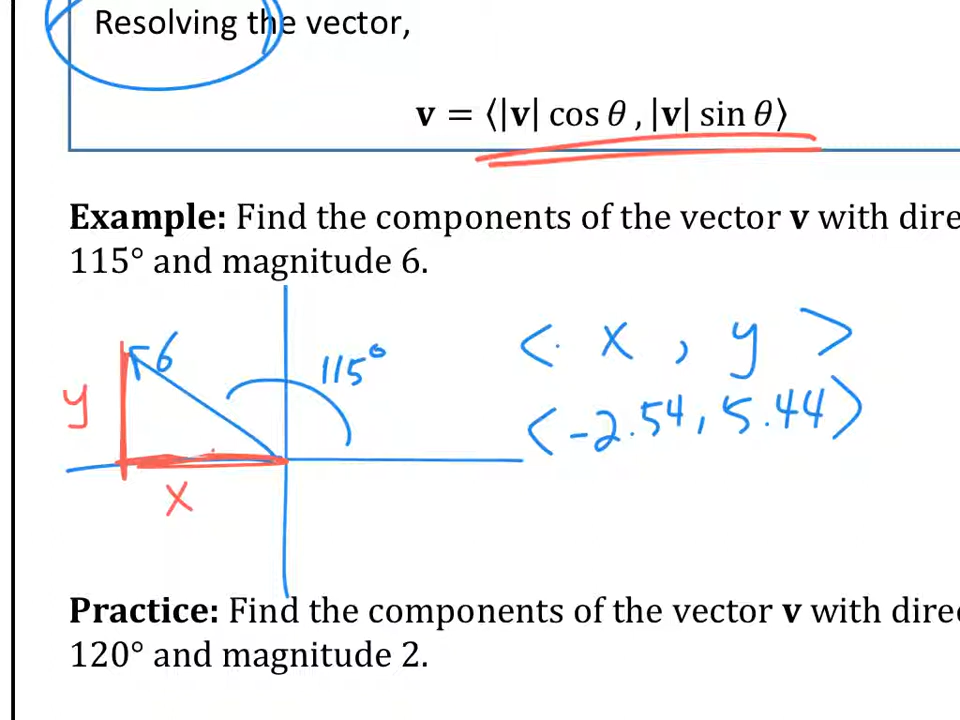 Resolving the vector,
v = ⟨|v| cos θ , |v| sin θ⟩
Example: Find the components of the vector v with dire
115° and magnitude 6.
6
115°
< x , y >
y
< -2.54, 5.44 >
x
Practice: Find the components of the vector v with direc
120° and magnitude 2.